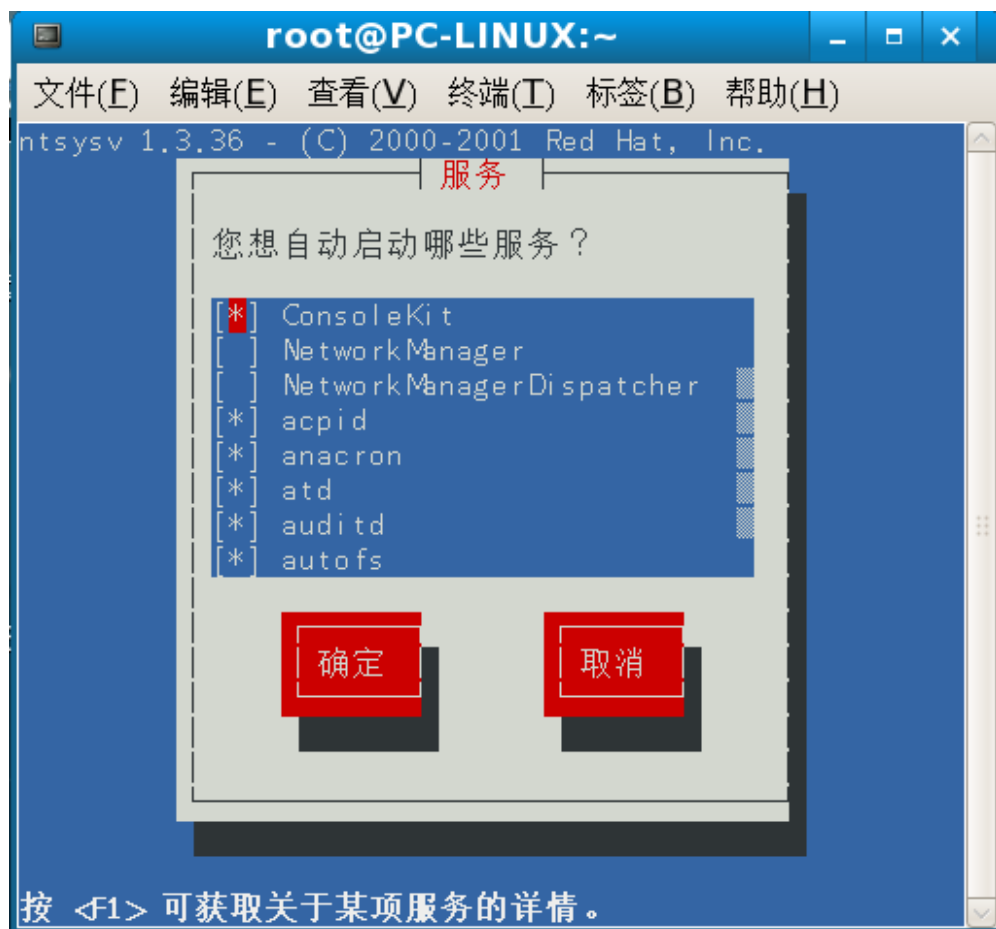 root@PC-LINUX:~
文件(F) 编辑(E) 查看(V) 终端(T) 标签(B) 帮助(H)
ntsysv 1.3.36 - (C) 2000-2001 Red Hat, Inc.
服务
您想自动启动哪些服务？
[*] ConsoleKit
[ ] NetworkManager
[ ] NetworkManagerDispatcher
[*] acpid
[*] anacron
[*] atd
[*] auditd
[*] autofs
确定 取消
按 <F1> 可获取关于某项服务的详情。